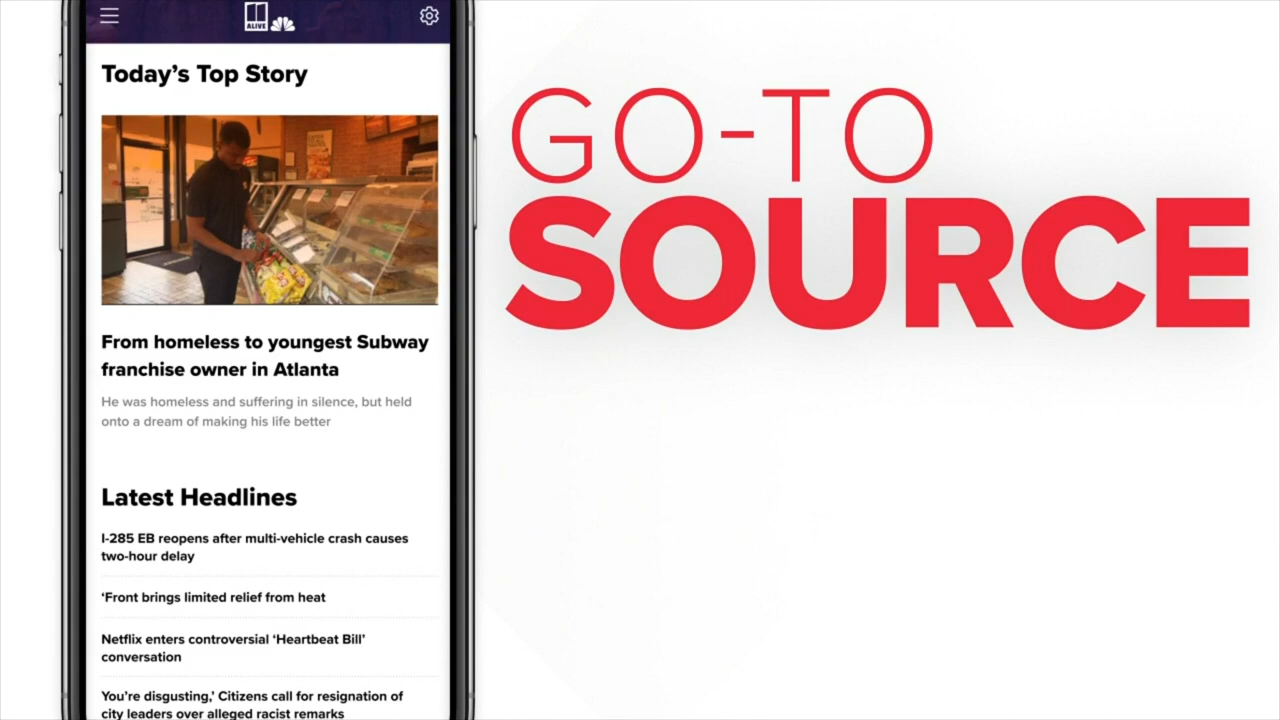 11
ALIVE
Today’s Top Story
From homeless to youngest Subway
franchise owner in Atlanta
He was homeless and suffering in silence, but held
onto a dream of making his life better
Latest Headlines
I-285 EB reopens after multi-vehicle crash causes
two-hour delay
‘Front brings limited relief from heat
Netflix enters controversial ‘Heartbeat Bill’
conversation
You’re disgusting,’ Citizens call for resignation of
city leaders over alleged racist remarks
GO-TO
SOURCE